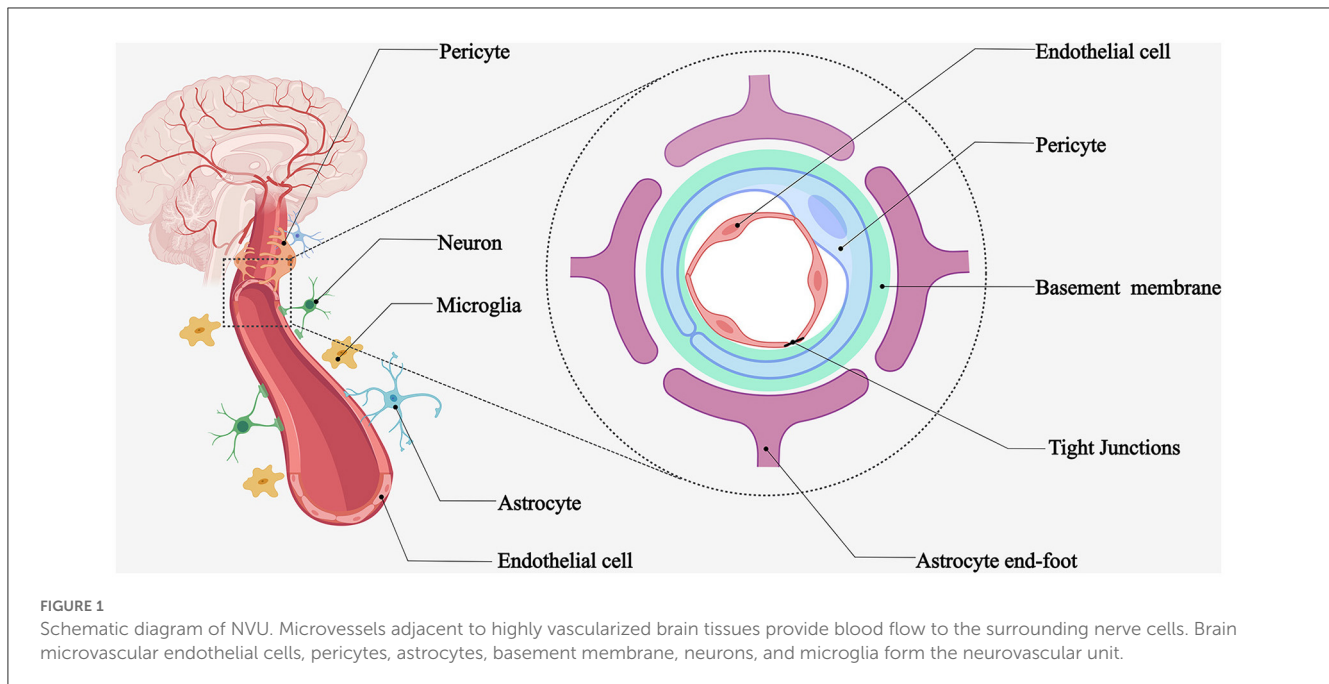 Pericyte
Neuron
Microglia
Astrocyte
Endothelial cell
Endothelial cell
Pericyte
Basement membrane
Tight Junctions
Astrocyte end-foot
FIGURE 1
Schematic diagram of NVU. Microvessels adjacent to highly vascularized brain tissues provide blood flow to the surrounding nerve cells. Brain
microvascular endothelial cells, pericytes, astrocytes, basement membrane, neurons, and microglia form the neurovascular unit.